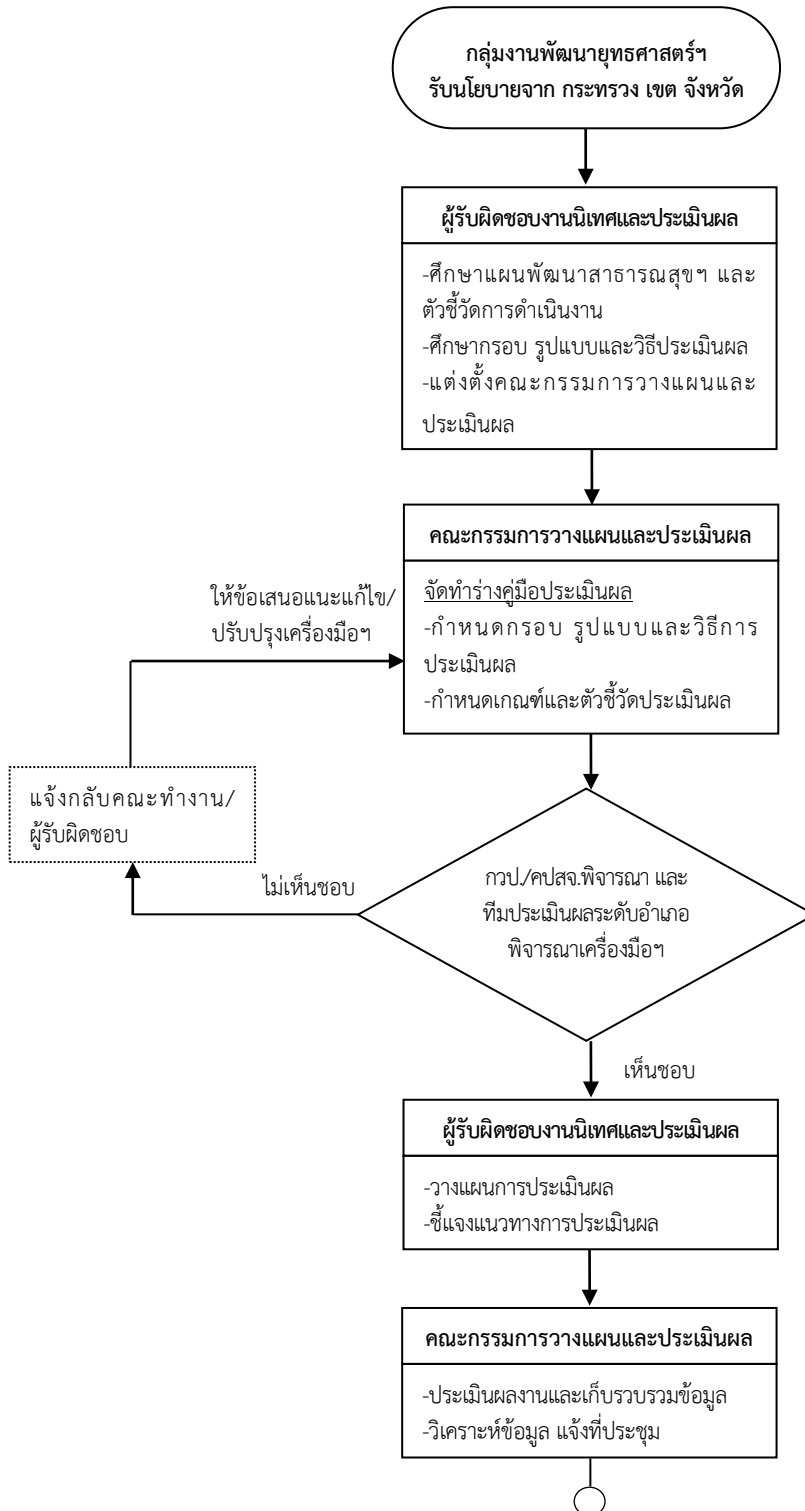 กลุ่มงานพัฒนายุทธศาสตร์ฯ
รับนโยบายจาก กระทรวง เขต จังหวัด
ผู้รับผิดชอบงานนิเทศและประเมินผล
-ศึกษาแผนพัฒนาสาธารณสุขฯ และ
ตัวชี้วัดการดำเนินงาน
-ศึกษากรอบ รูปแบบและวิธีประเมินผล
-แต่งตั้งคณะกรรมการวางแผนและ
ประเมินผล
คณะกรรมการวางแผนและประเมินผล
จัดทำร่างคู่มือประเมินผล
-กำหนดกรอบ รูปแบบและวิธีการ
ประเมินผล
-กำหนดเกณฑ์และตัวชี้วัดประเมินผล
ให้ข้อเสนอแนะแก้ไข/
ปรับปรุงเครื่องมือฯ
แจ้งกลับคณะทำงาน/
ผู้รับผิดชอบ
ไม่เห็นชอบ
กวป./คปสจ.พิจารณา และ
ทีมประเมินผลระดับอำเภอ
พิจารณาเครื่องมือฯ
เห็นชอบ
ผู้รับผิดชอบงานนิเทศและประเมินผล
-วางแผนการประเมินผล
-ชี้แจงแนวทางการประเมินผล
คณะกรรมการวางแผนและประเมินผล
-ประเมินผลงานและเก็บรวบรวมข้อมูล
-วิเคราะห์ข้อมูล แจ้งที่ประชุม